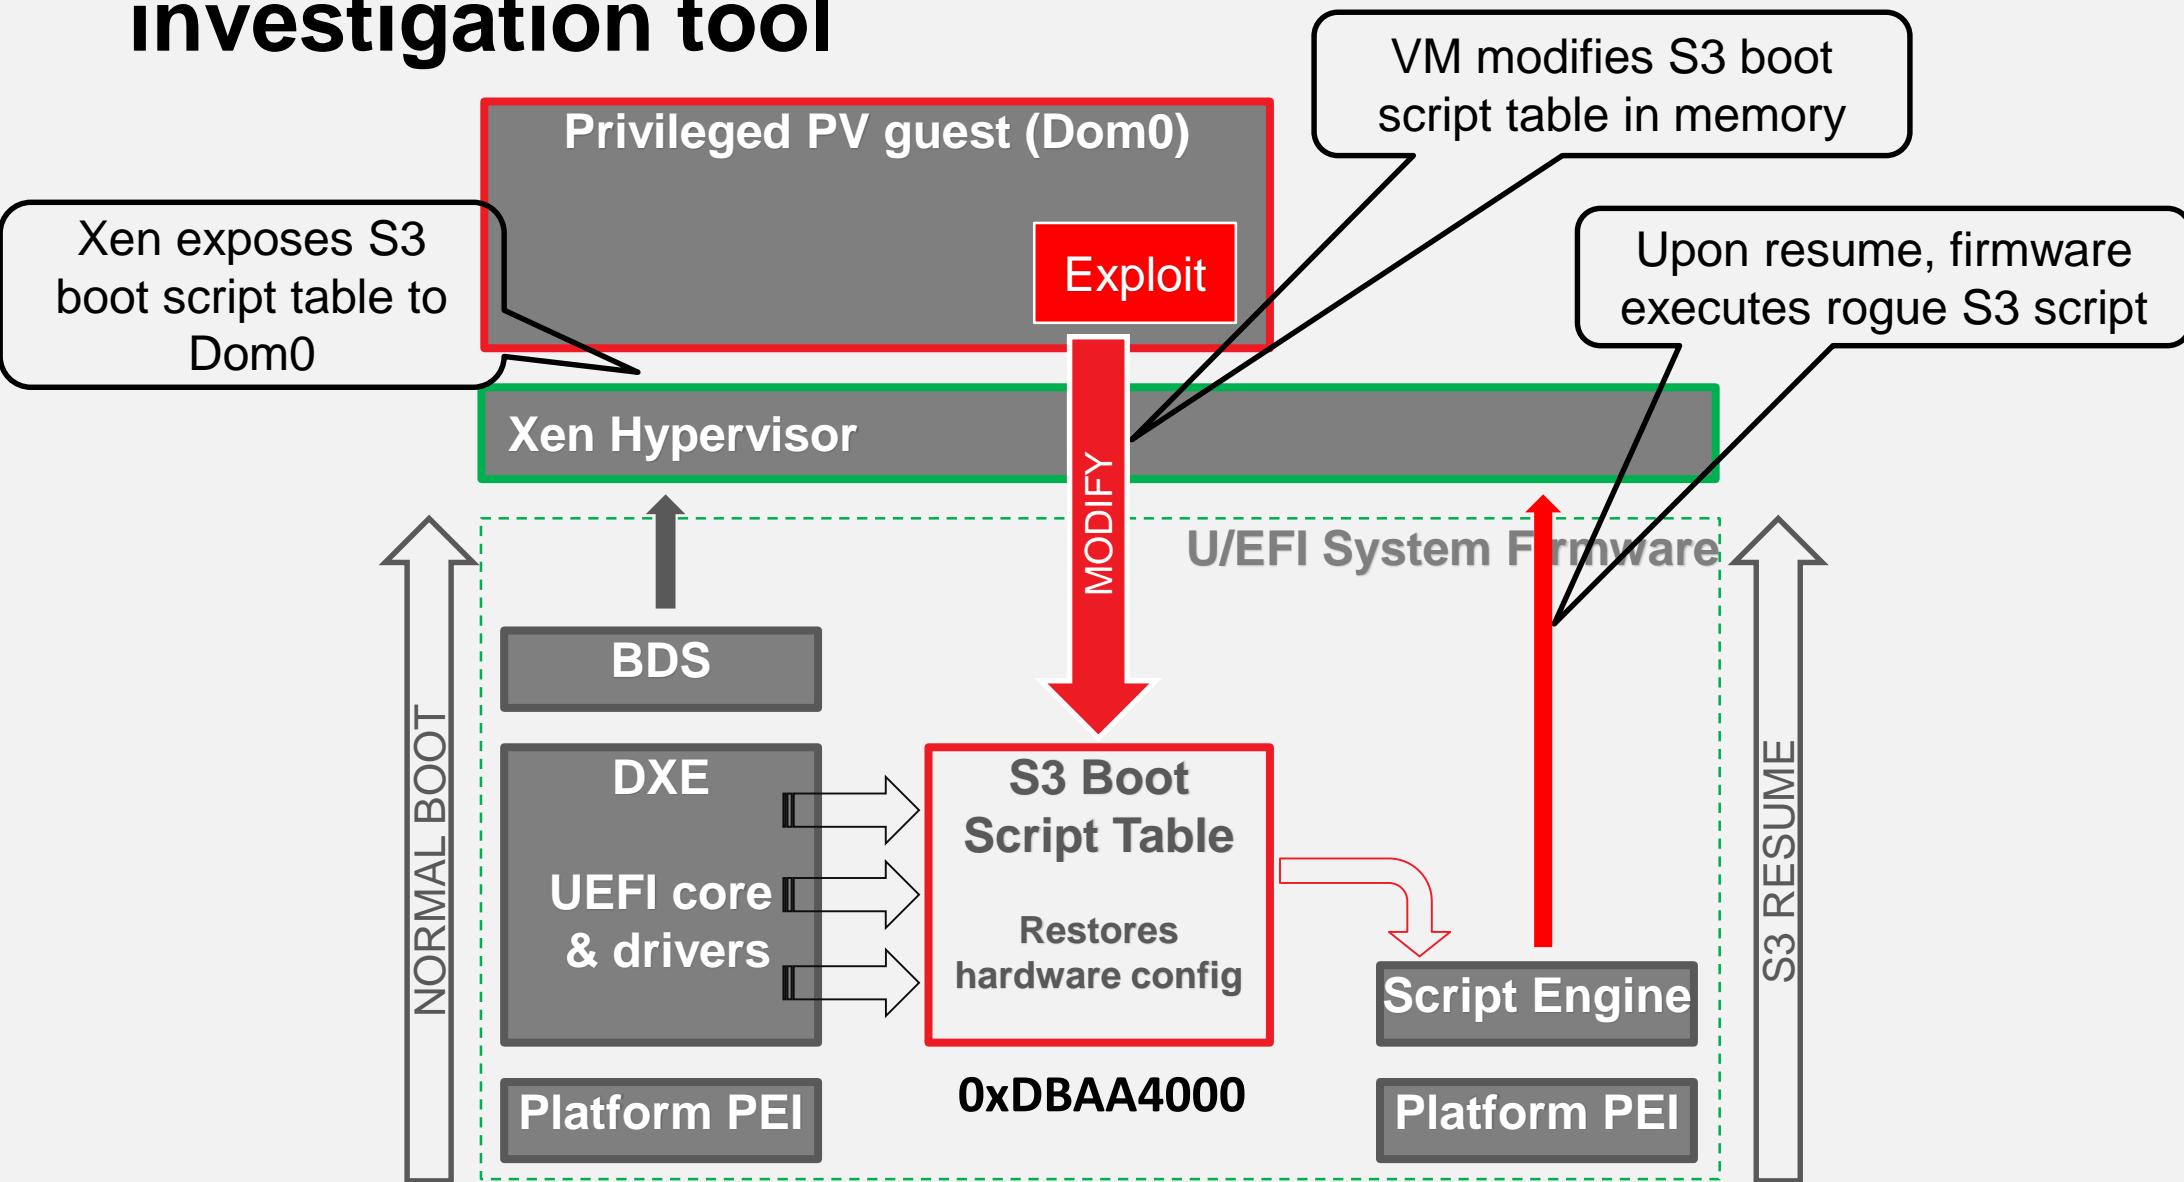 investigation tool
VM modifies S3 boot
script table in memory
Privileged PV guest (Dom0)
Xen exposes S3
boot script table to
Dom0
Exploit
Upon resume, firmware
executes rogue S3 script
Xen Hypervisor
MODIFY
U/EFI System Firmware
NORMAL BOOT
BDS
DXE
UEFI core
& drivers
S3 Boot
Script Table
Restores
hardware config
Script Engine
S3 RESUME
Platform PEI
0xDBAA4000
Platform PEI